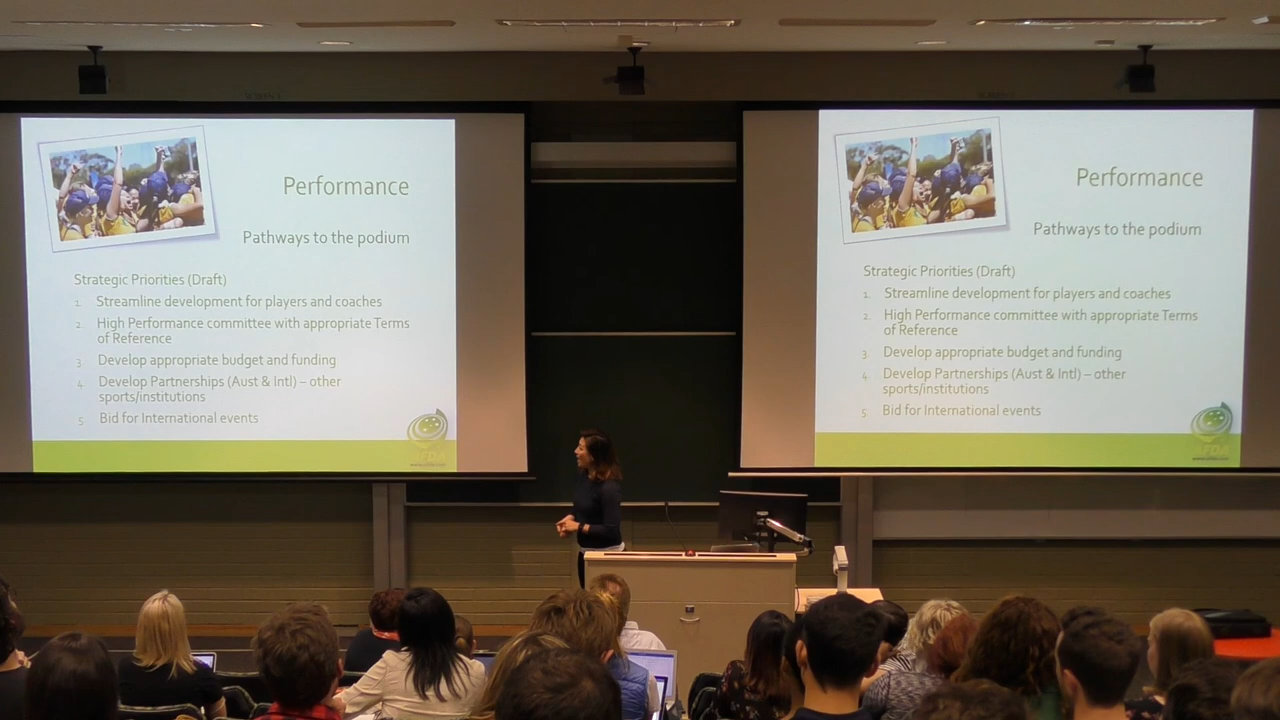 Performance
Pathways to the podium
Strategic Priorities (Draft)
1. Streamline development for players and coaches
2. High Performance committee with appropriate Terms
of Reference
3. Develop appropriate budget and funding
4. Develop Partnerships (Aust & Intl) – other
sports/institutions
5. Bid for International events
AFDA
Performance
Pathways to the podium
Strategic Priorities (Draft)
1. Streamline development for players and coaches
2. High Performance committee with appropriate Terms
of Reference
3. Develop appropriate budget and funding
4. Develop Partnerships (Aust & Intl) – other
sports/institutions
5. Bid for International events
AFDA